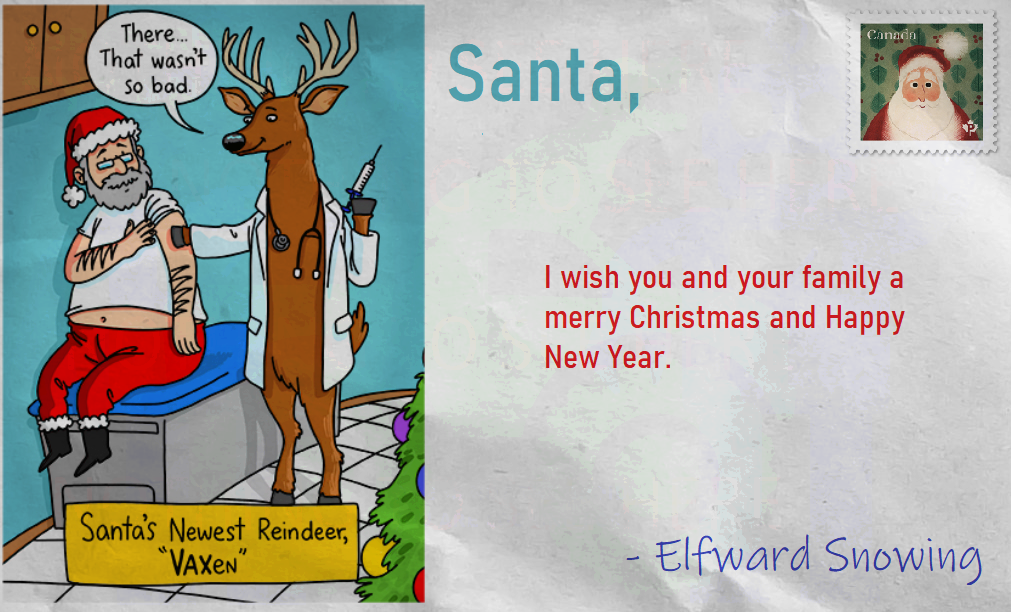 There...
That wasn't
so bad.
Santa's Newest Reindeer,
"VAXen"
Santa,
Canada
P
I wish you and your family a
merry Christmas and Happy
New Year.
- Elfward Snowing